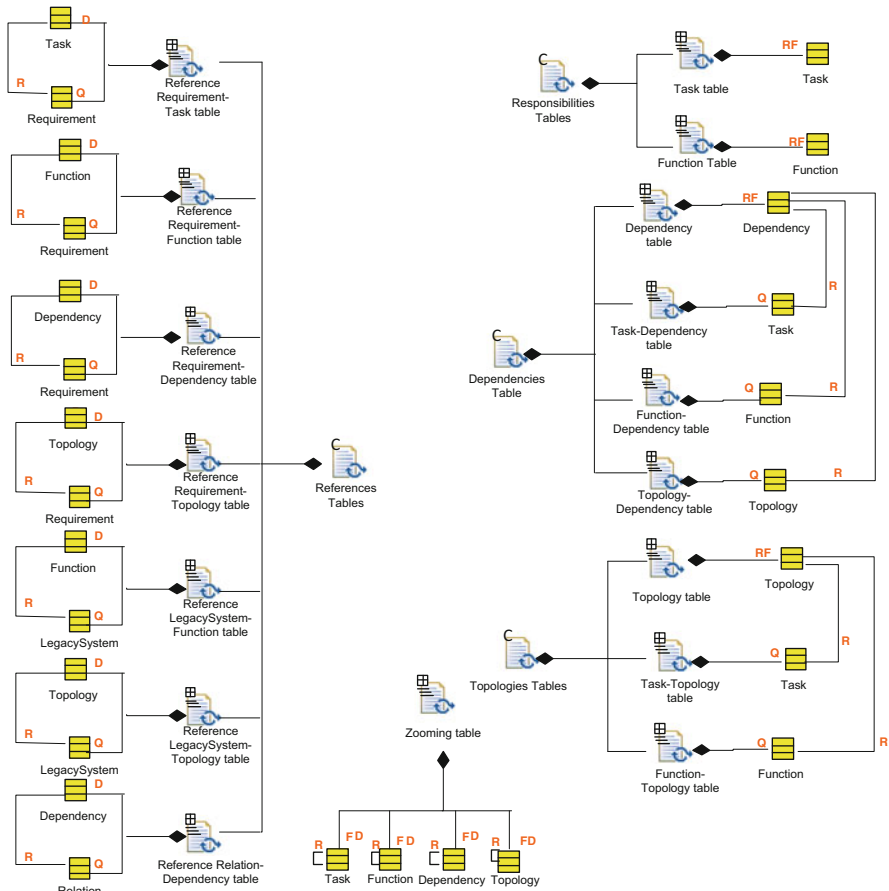 D
Task
R
Q
Requirement
Reference
Requirement-
Task table
D
Function
R
Q
Requirement
Reference
Requirement-
Function table
D
Dependency
R
Q
Requirement
Reference
Requirement-
Dependency table
D
Topology
R
Q
Requirement
Reference
Requirement-
Topology table
D
Function
R
Q
LegacySystem
Reference
LegacySystem-
Function table
D
Topology
R
Q
LegacySystem
Reference
LegacySystem-
Topology table
D
Dependency
R
Q
Relation
Reference Relation-
Dependency table
C
References
Tables
C
Responsibilities
Tables
Task table
RF
Task
Function Table
RF
Function
C
Dependencies
Table
Dependency
table
RF
Dependency
R
Task-Dependency
table
Q
Task
Function-
Dependency table
Q
Function
R
Topology-
Dependency table
Q
Topology
R
C
Topologies Tables
Topology table
RF
Topology
R
Task-Topology
table
Q
Task
Function-
Topology table
Q
Function
R
Zooming table
R
F D
Task
R
F D
Function
R
F D
Dependency
R
FD
Topology